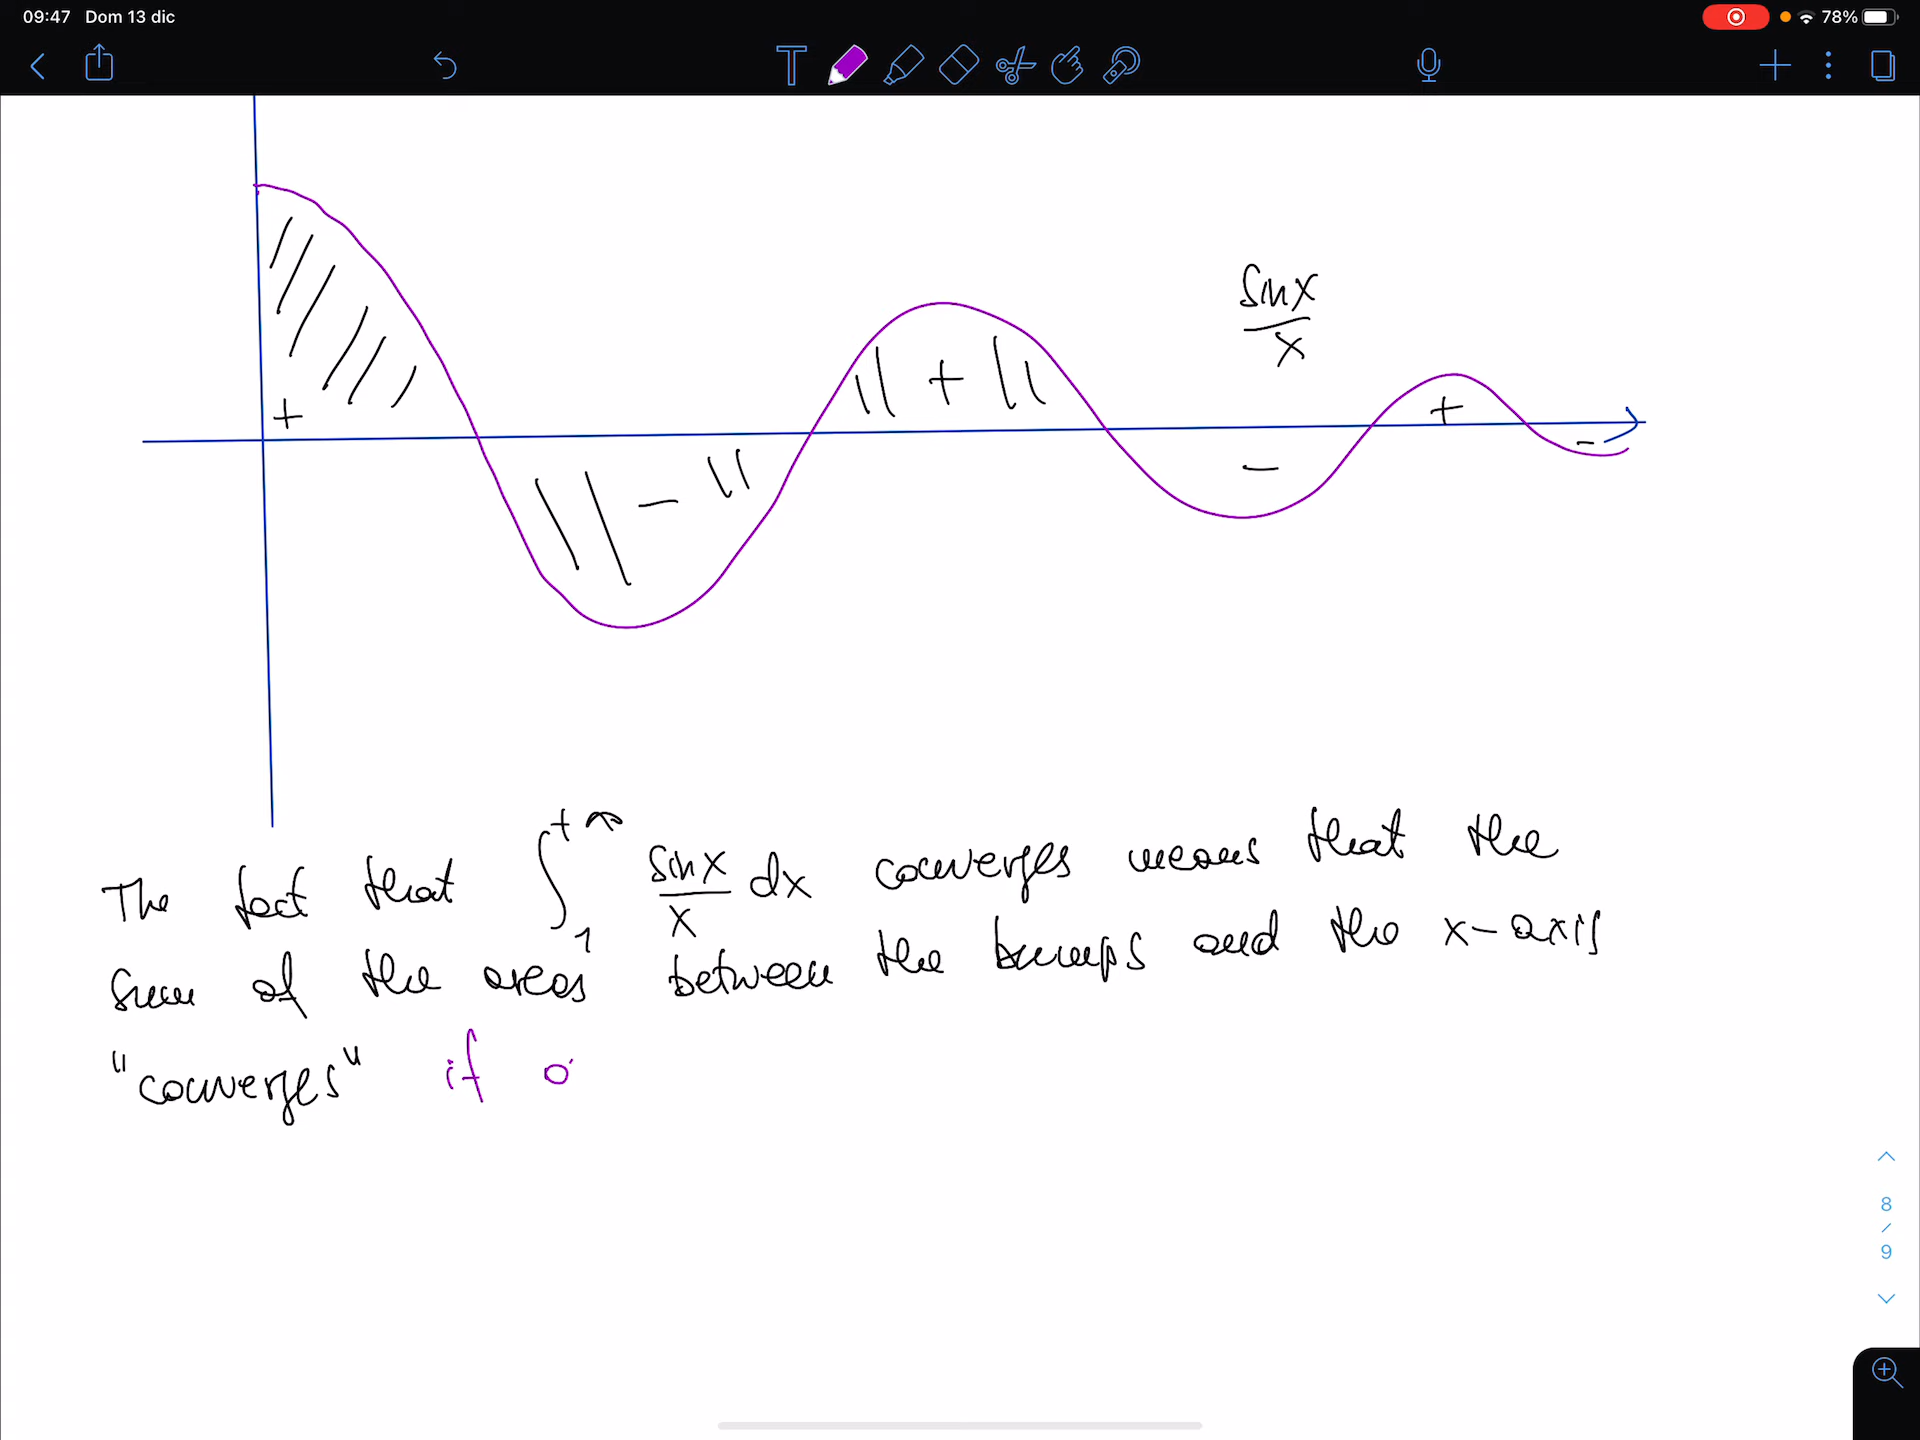 09:47 Dom 13 dic 78%
+
-
+
sin x / x
-
+
-
The fact that ∫₁^{+∞} sin x / x dx converges means that the
sum of the areas between the bumps and the x-axis
"converges" if o
8
/
9